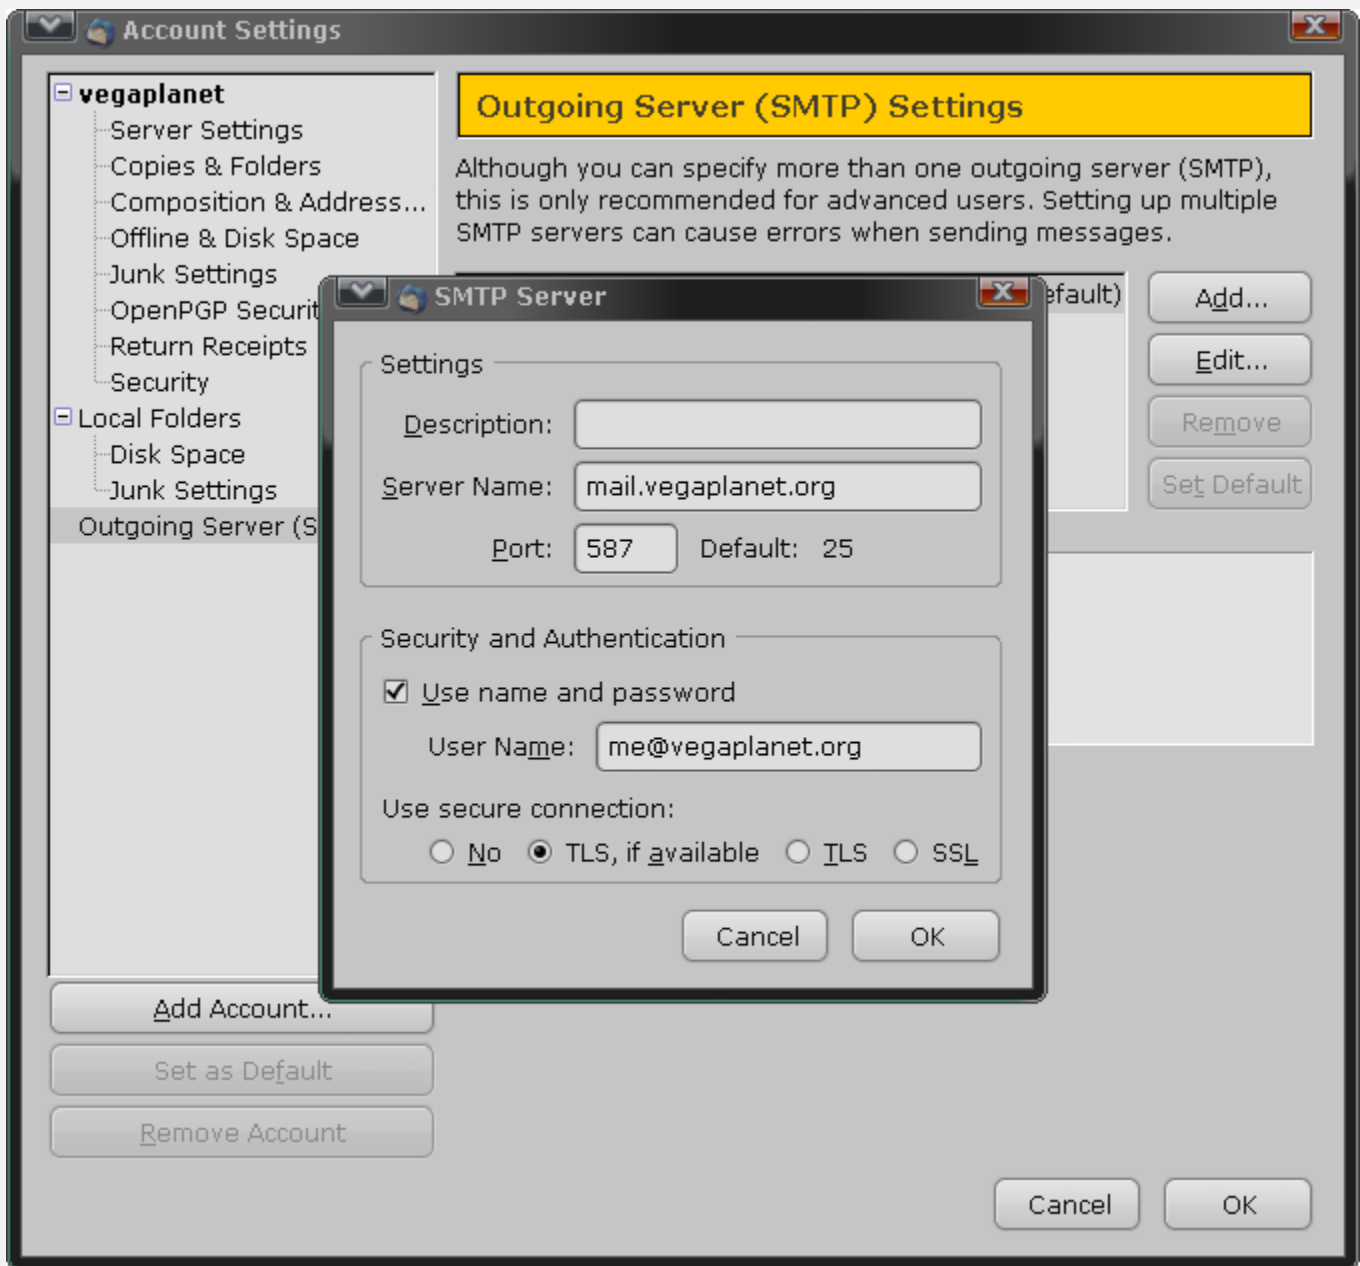 Account Settings
vegaplanet
Server Settings
Copies & Folders
Composition & Address...
Offline & Disk Space
Junk Settings
OpenPGP Securit
Return Receipts
Security
Local Folders
Disk Space
Junk Settings
Outgoing Server (S
Add Account...
Set as Default
Remove Account
Outgoing Server (SMTP) Settings
Although you can specify more than one outgoing server (SMTP),
this is only recommended for advanced users. Setting up multiple
SMTP servers can cause errors when sending messages.
efault)
Add...
Edit...
Remove
Set Default
SMTP Server
Settings
Description:
Server Name: mail.vegaplanet.org
Port: 587 Default: 25
Security and Authentication
Use name and password
User Name: me@vegaplanet.org
Use secure connection:
No TLS, if available TLS SSL
Cancel OK
Cancel OK